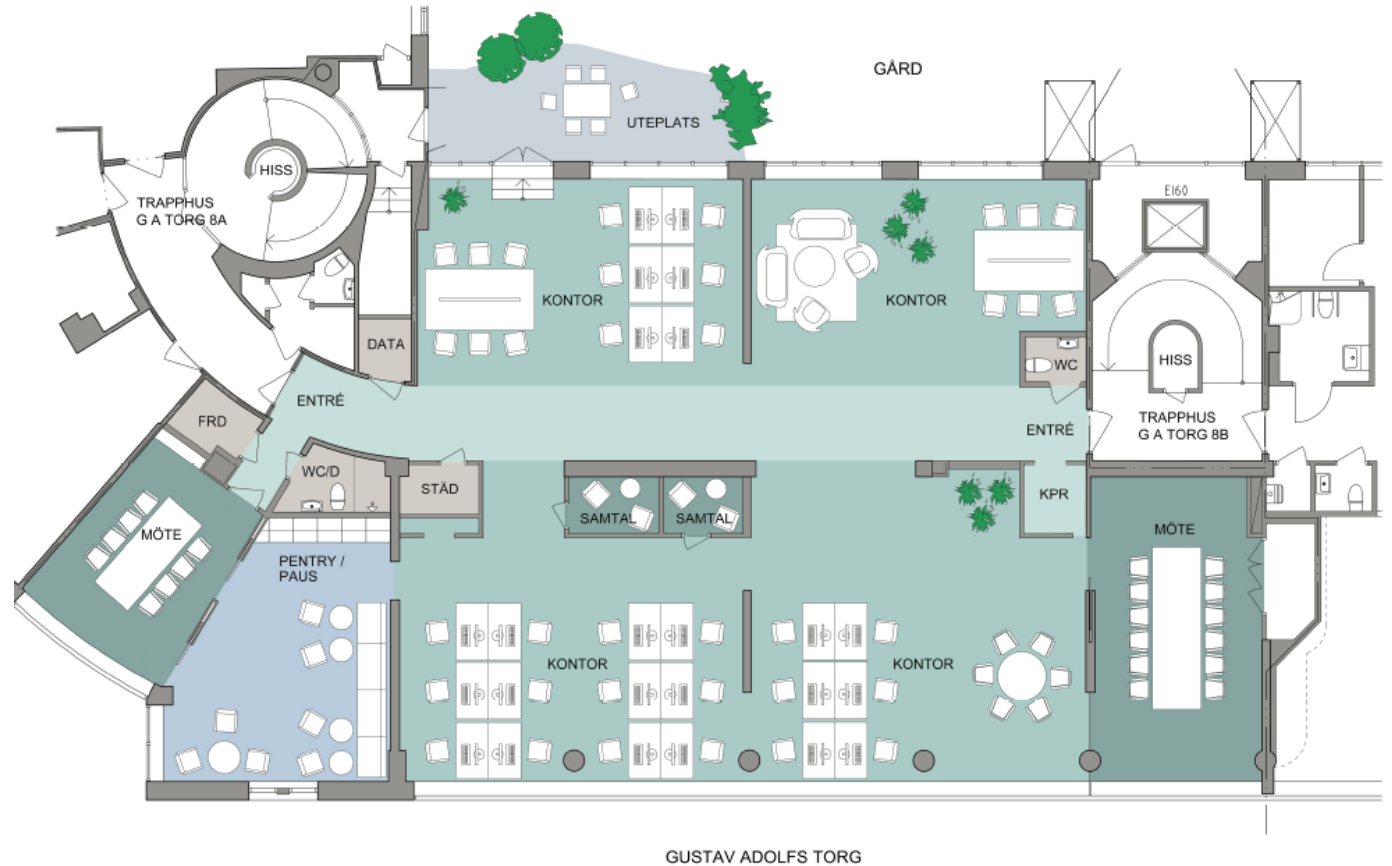 GÅRD
UTEPLATS
HISS
E160
TRAPPHUS
G A TORG 8A
KONTOR
KONTOR
DATA
WC
HISS
ENTRÉ
FRD
ENTRÉ
TRAPPHUS
G A TORG 8B
WC/D
STÄD
KPR
SAMTAL
SAMTAL
MÖTE
MÖTE
PENTRY /
PAUS
KONTOR
KONTOR
GUSTAV ADOLFS TORG